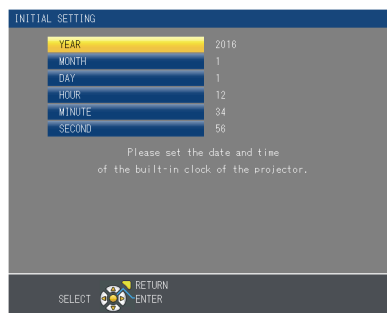 INITIAL SETTING
YEAR 2016
MONTH 1
DAY 1
HOUR 12
MINUTE 34
SECOND 56
Please set the date and time
of the built-in clock of the projector.
RETURN
SELECT ENTER